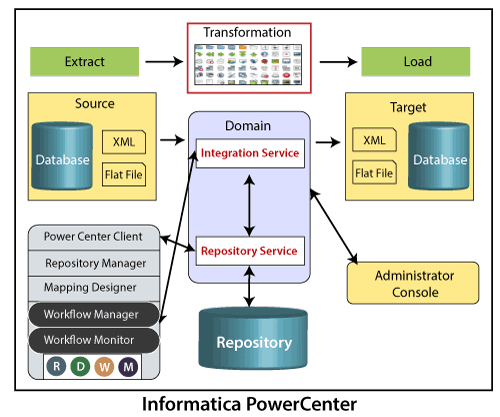 Transformation
Extract
Load
Source
Database
XML
Flat File
Domain
Integration Service
Repository Service
Target
XML
Flat File
Database
Power Center Client
Repository Manager
Mapping Designer
Workflow Manager
Workflow Monitor
R D W M
Repository
Administrator
Console
Informatica PowerCenter